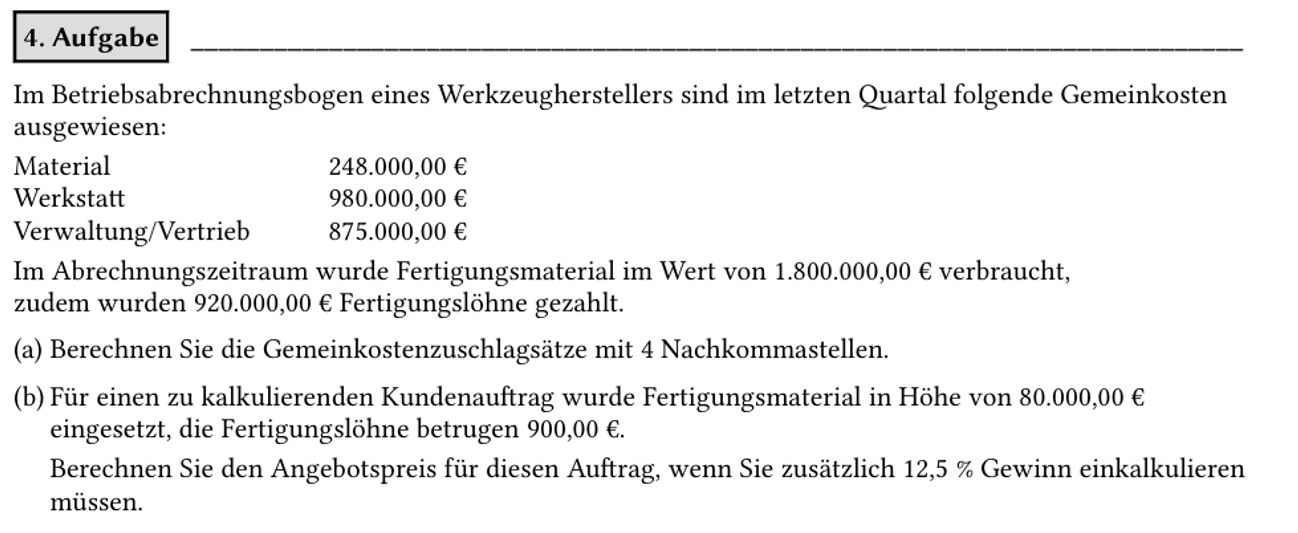 4. Aufgabe
Im Betriebsabrechnungsbogen eines Werkzeugherstellers sind im letzten Quartal folgende Gemeinkosten
ausgewiesen:
Material 248.000,00 €
Werkstatt 980.000,00 €
Verwaltung/Vertrieb 875.000,00 €
Im Abrechnungszeitraum wurde Fertigungsmaterial im Wert von 1.800.000,00 € verbraucht,
zudem wurden 920.000,00 € Fertigungslöhne gezahlt.
(a) Berechnen Sie die Gemeinkostenzuschlagsätze mit 4 Nachkommastellen.
(b) Für einen zu kalkulierenden Kundenauftrag wurde Fertigungsmaterial in Höhe von 80.000,00 €
eingesetzt, die Fertigungslöhne betrugen 900,00 €.
Berechnen Sie den Angebotspreis für diesen Auftrag, wenn Sie zusätzlich 12,5 % Gewinn einkalkulieren
müssen.